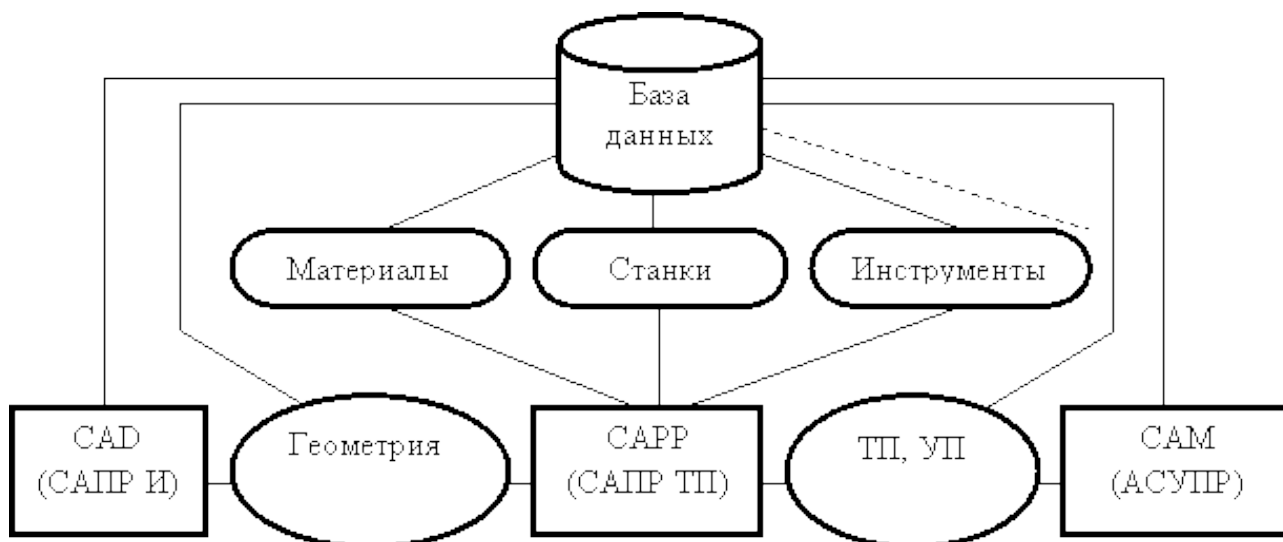 База
данных
Материалы
Станки
Инструменты
CAD
(САПР И)
Геометрия
CAPP
(САПР ТП)
ТП, УП
CAM
(АСУПР)